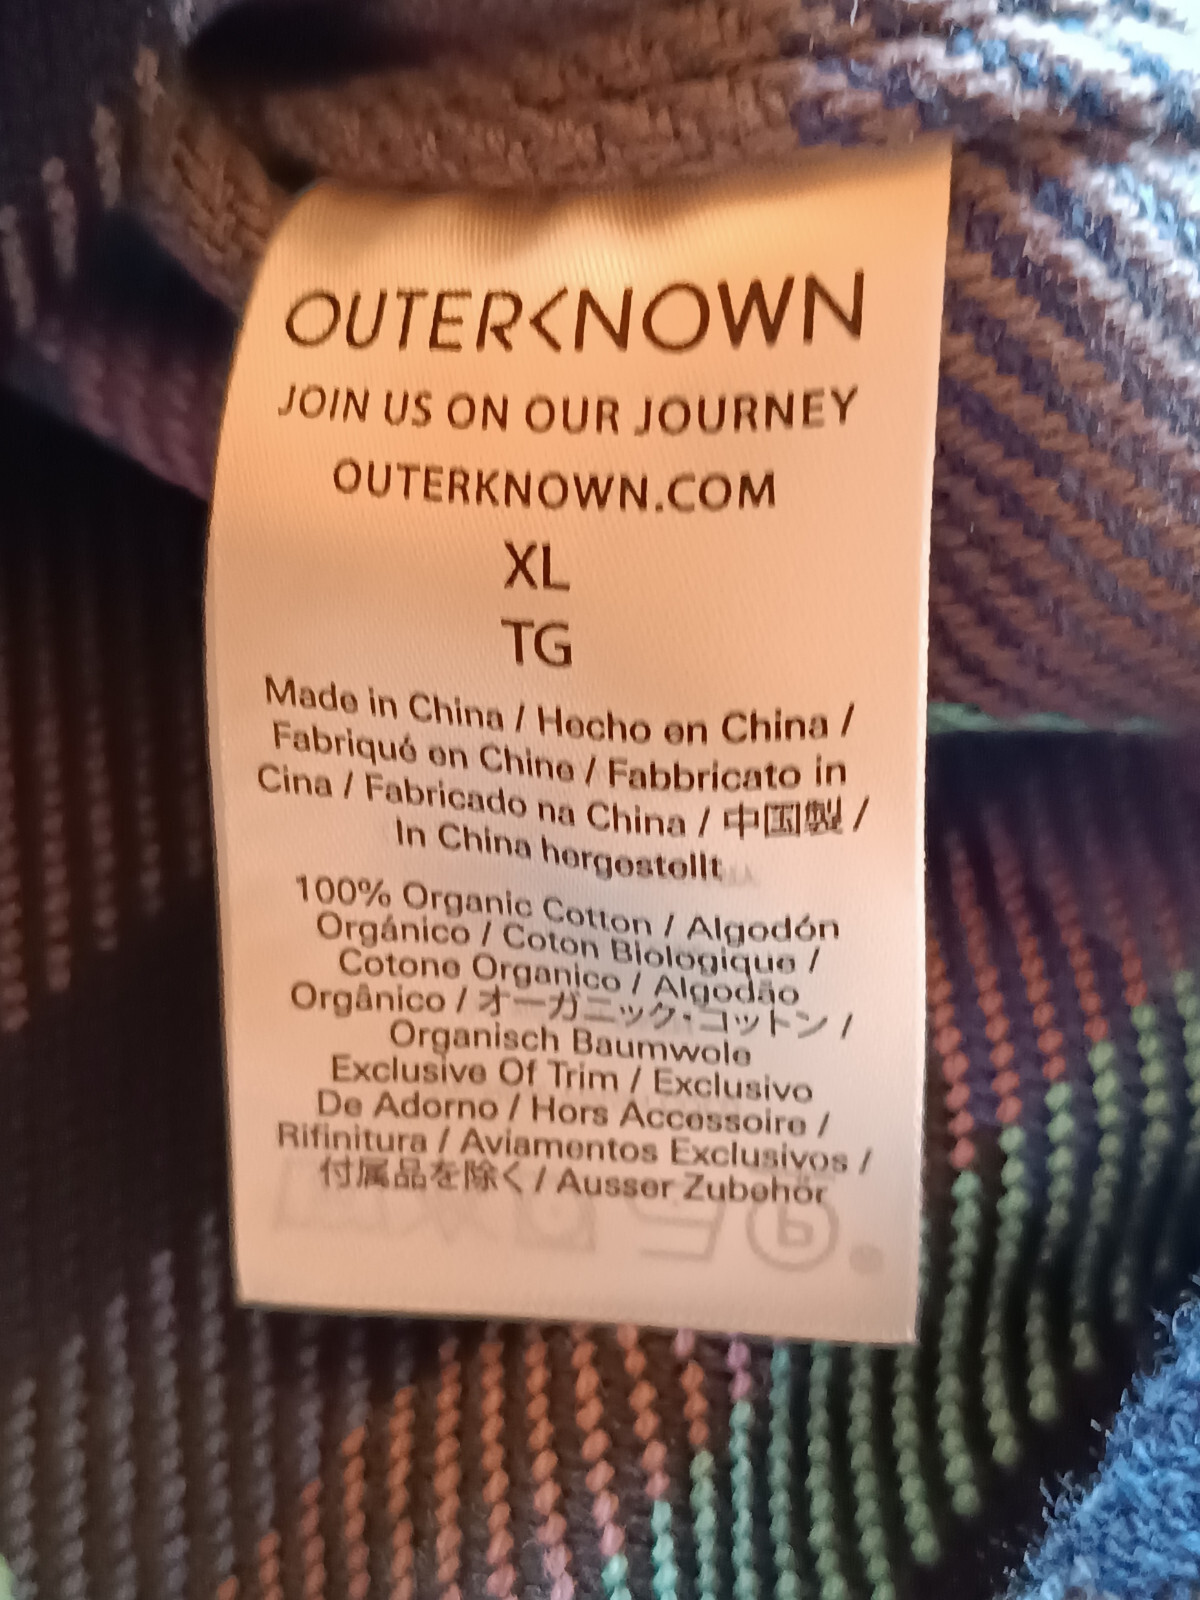 OUTERKNOWN
JOIN US ON OUR JOURNEY
OUTERKNOWN.COM
XL
TG
Made in China / Hecho en China /
Fabriqué en Chine / Fabbricato in
Cina / Fabricado na China / 中国製 /
In China hergestellt
100% Organic Cotton / Algodón
Orgánico / Coton Biologique /
Cotone Organico / Algodão
Orgânico / オーガニック・コットン /
Organisch Baumwole
Exclusive Of Trim / Exclusivo
De Adorno / Hors Accessoire /
Rifinitura / Aviamentos Exclusivos /
付属品を除く / Ausser Zubehör